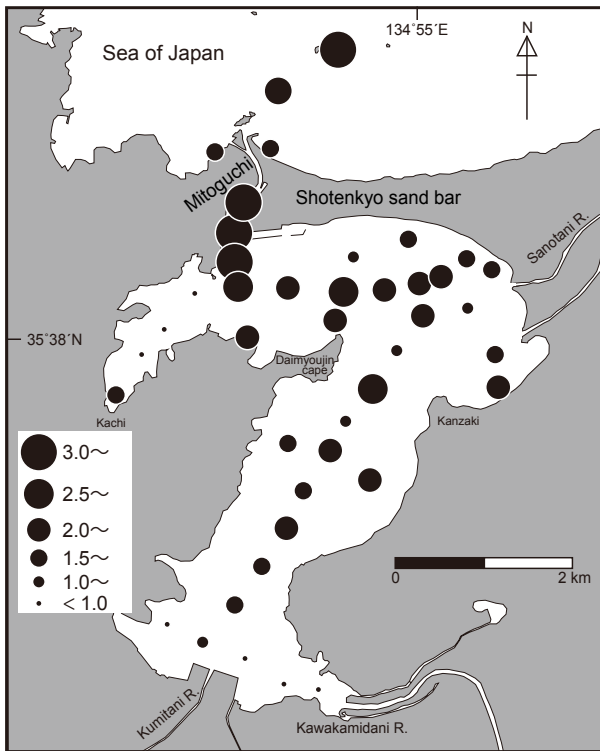 134˚55´E
Sea of Japan
N
Mitoguchi
Shotenkyo sand bar
Sanotani R.
35˚38´N
Daimyoujin
cape
Kachi
Kanzaki
3.0～
2.5～
2.0～
1.5～
1.0～
< 1.0
0
2 km
Kumitani R.
Kawakamidani R.